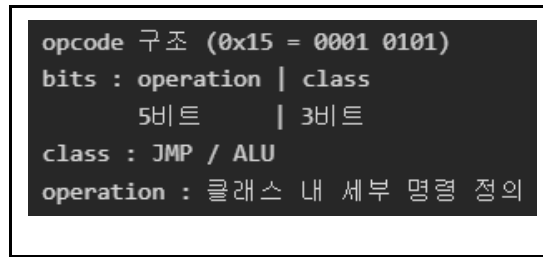 opcode 구조 (0x15 = 0001 0101)
bits : operation | class
5비트 | 3비트
class : JMP / ALU
operation : 클래스 내 세부 명령 정의